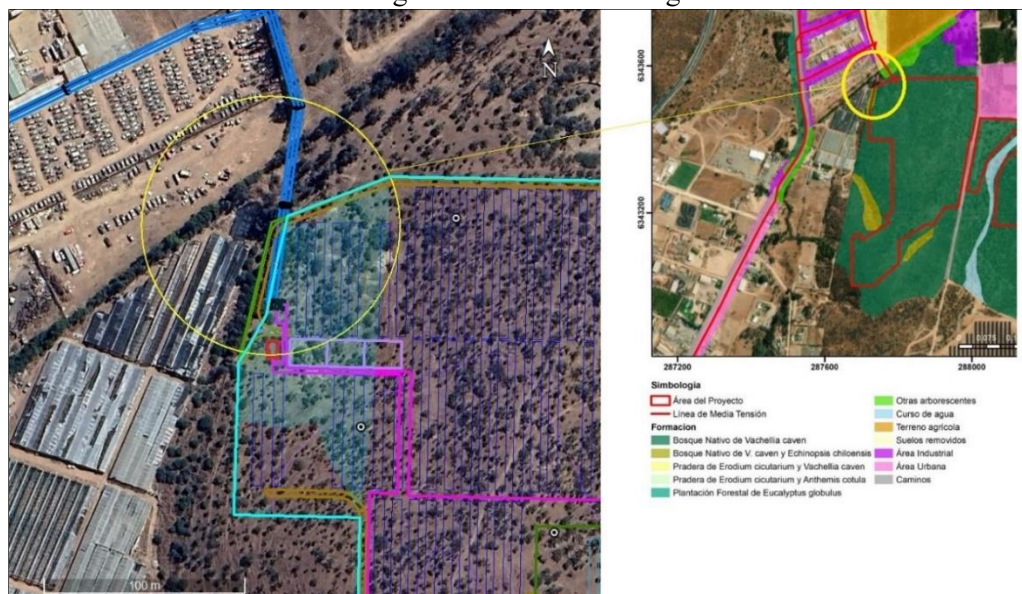 N
100 m
6343600
6343200
287200
287600
288000
Simbología
Área del Proyecto
Línea de Media Tensión
Formacion
Bosque Nativo de Vachellia caven
Bosque Nativo de V. caven y Echinopsis chiloensis
Pradera de Erodium cicutarium y Vachellia caven
Pradera de Erodium cicutarium y Anthemis cotula
Plantación Forestal de Eucalyptus globulus
Otras arborescentes
Curso de agua
Terreno agrícola
Suelos removidos
Área Industrial
Área Urbana
Caminos